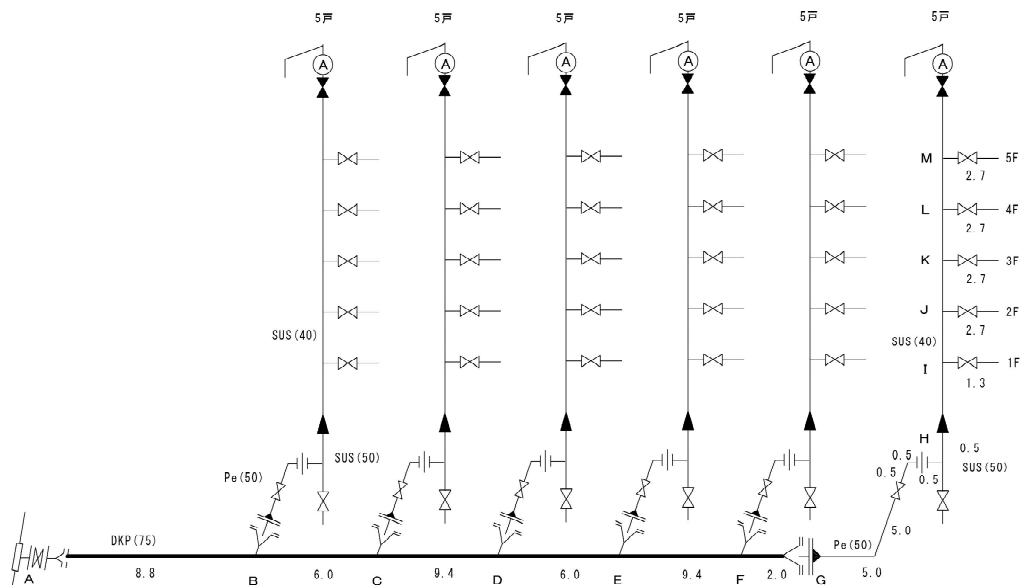 5戸 5戸 5戸 5戸 5戸 5戸
A A A A A A
M 5F
2.7
L 4F
2.7
K 3F
2.7
J 2F
SUS(40) 2.7
SUS(40)
I 1F
1.3
H
0.5 0.5
SUS(50) 0.5 0.5 SUS(50)
Pe(50)
5.0
DKP(75) Pe(50)
A 8.8 B 6.0 C 9.4 D 6.0 E 9.4 F 2.0 G 5.0